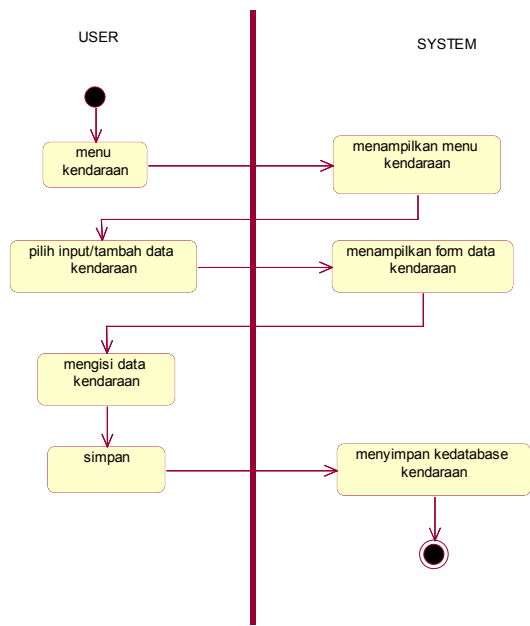 USER
SYSTEM
menu
kendaraan
menampilkan menu
kendaraan
pilih input/tambah data
kendaraan
menampilkan form data
kendaraan
mengisi data
kendaraan
simpan
menyimpan kedatabase
kendaraan